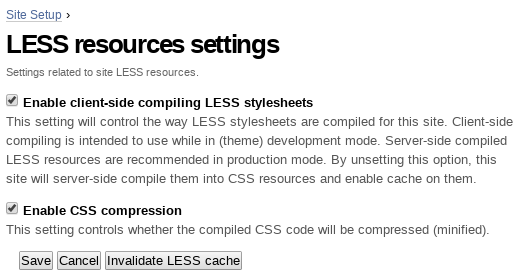 Site Setup ›
LESS resources settings
Settings related to site LESS resources.
Enable client-side compiling LESS stylesheets
This setting will control the way LESS stylesheets are compiled for this site. Client-side
compiling is intended to use while in (theme) development mode. Server-side compiled
LESS resources are recommended in production mode. By unsetting this option, this
site will server-side compile them into CSS resources and enable cache on them.
Enable CSS compression
This setting controls whether the compiled CSS code will be compressed (minified).
Save Cancel Invalidate LESS cache